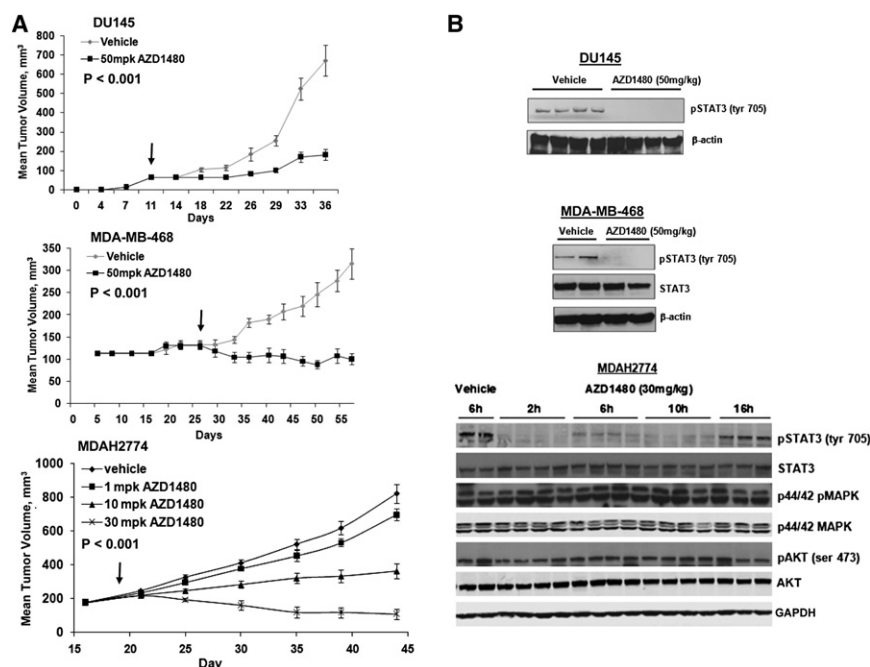 A
DU145
Vehicle
50mpk AZD1480
P < 0.001
Mean Tumor Volume, mm³
800
700
600
500
400
300
200
100
0
0 4 7 11 14 18 22 26 29 33 36
Days
MDA-MB-468
Vehicle
50mpk AZD1480
P < 0.001
Mean Tumor Volume, mm³
350
300
250
200
150
100
50
0
0 5 10 15 20 25 30 35 40 45 50 55
Days
MDAH2774
vehicle
1 mpk AZD1480
10 mpk AZD1480
30 mpk AZD1480
P < 0.001
Mean Tumor Volume, mm³
1000
800
600
400
200
0
15 20 25 30 35 40 45
Day
B
DU145
Vehicle AZD1480 (50mg/kg)
pSTAT3 (tyr 705)
β-actin
MDA-MB-468
Vehicle AZD1480 (50mg/kg)
pSTAT3 (tyr 705)
STAT3
β-actin
MDAH2774
Vehicle AZD1480 (30mg/kg)
6h 2h 6h 10h 16h
pSTAT3 (tyr 705)
STAT3
p44/42 pMAPK
p44/42 MAPK
pAKT (ser 473)
AKT
GAPDH